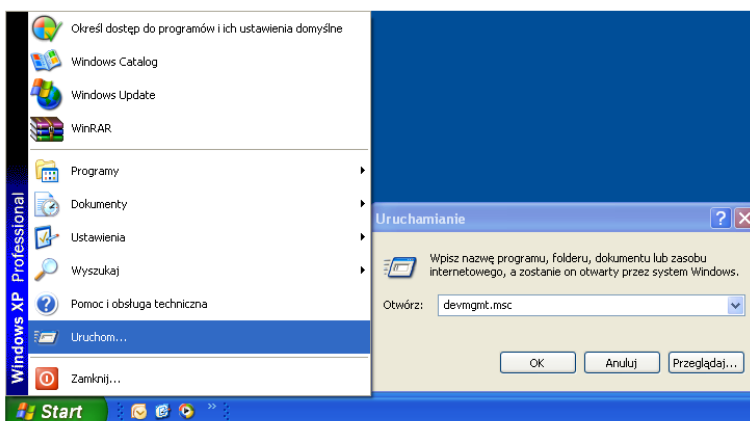 Określ dostęp do programów i ich ustawienia domyślne
Windows Catalog
Windows Update
WinRAR
Programy
Dokumenty
Ustawienia
Wyszukaj
Pomoc i obsługa techniczna
Uruchom...
Zamknij...
Windows XP Professional
Start
Uruchamianie
Wpisz nazwę programu, folderu, dokumentu lub zasobu
internetowego, a zostanie on otwarty przez system Windows.
Otwórz: devmgmt.msc
OK Anuluj Przeglądaj...